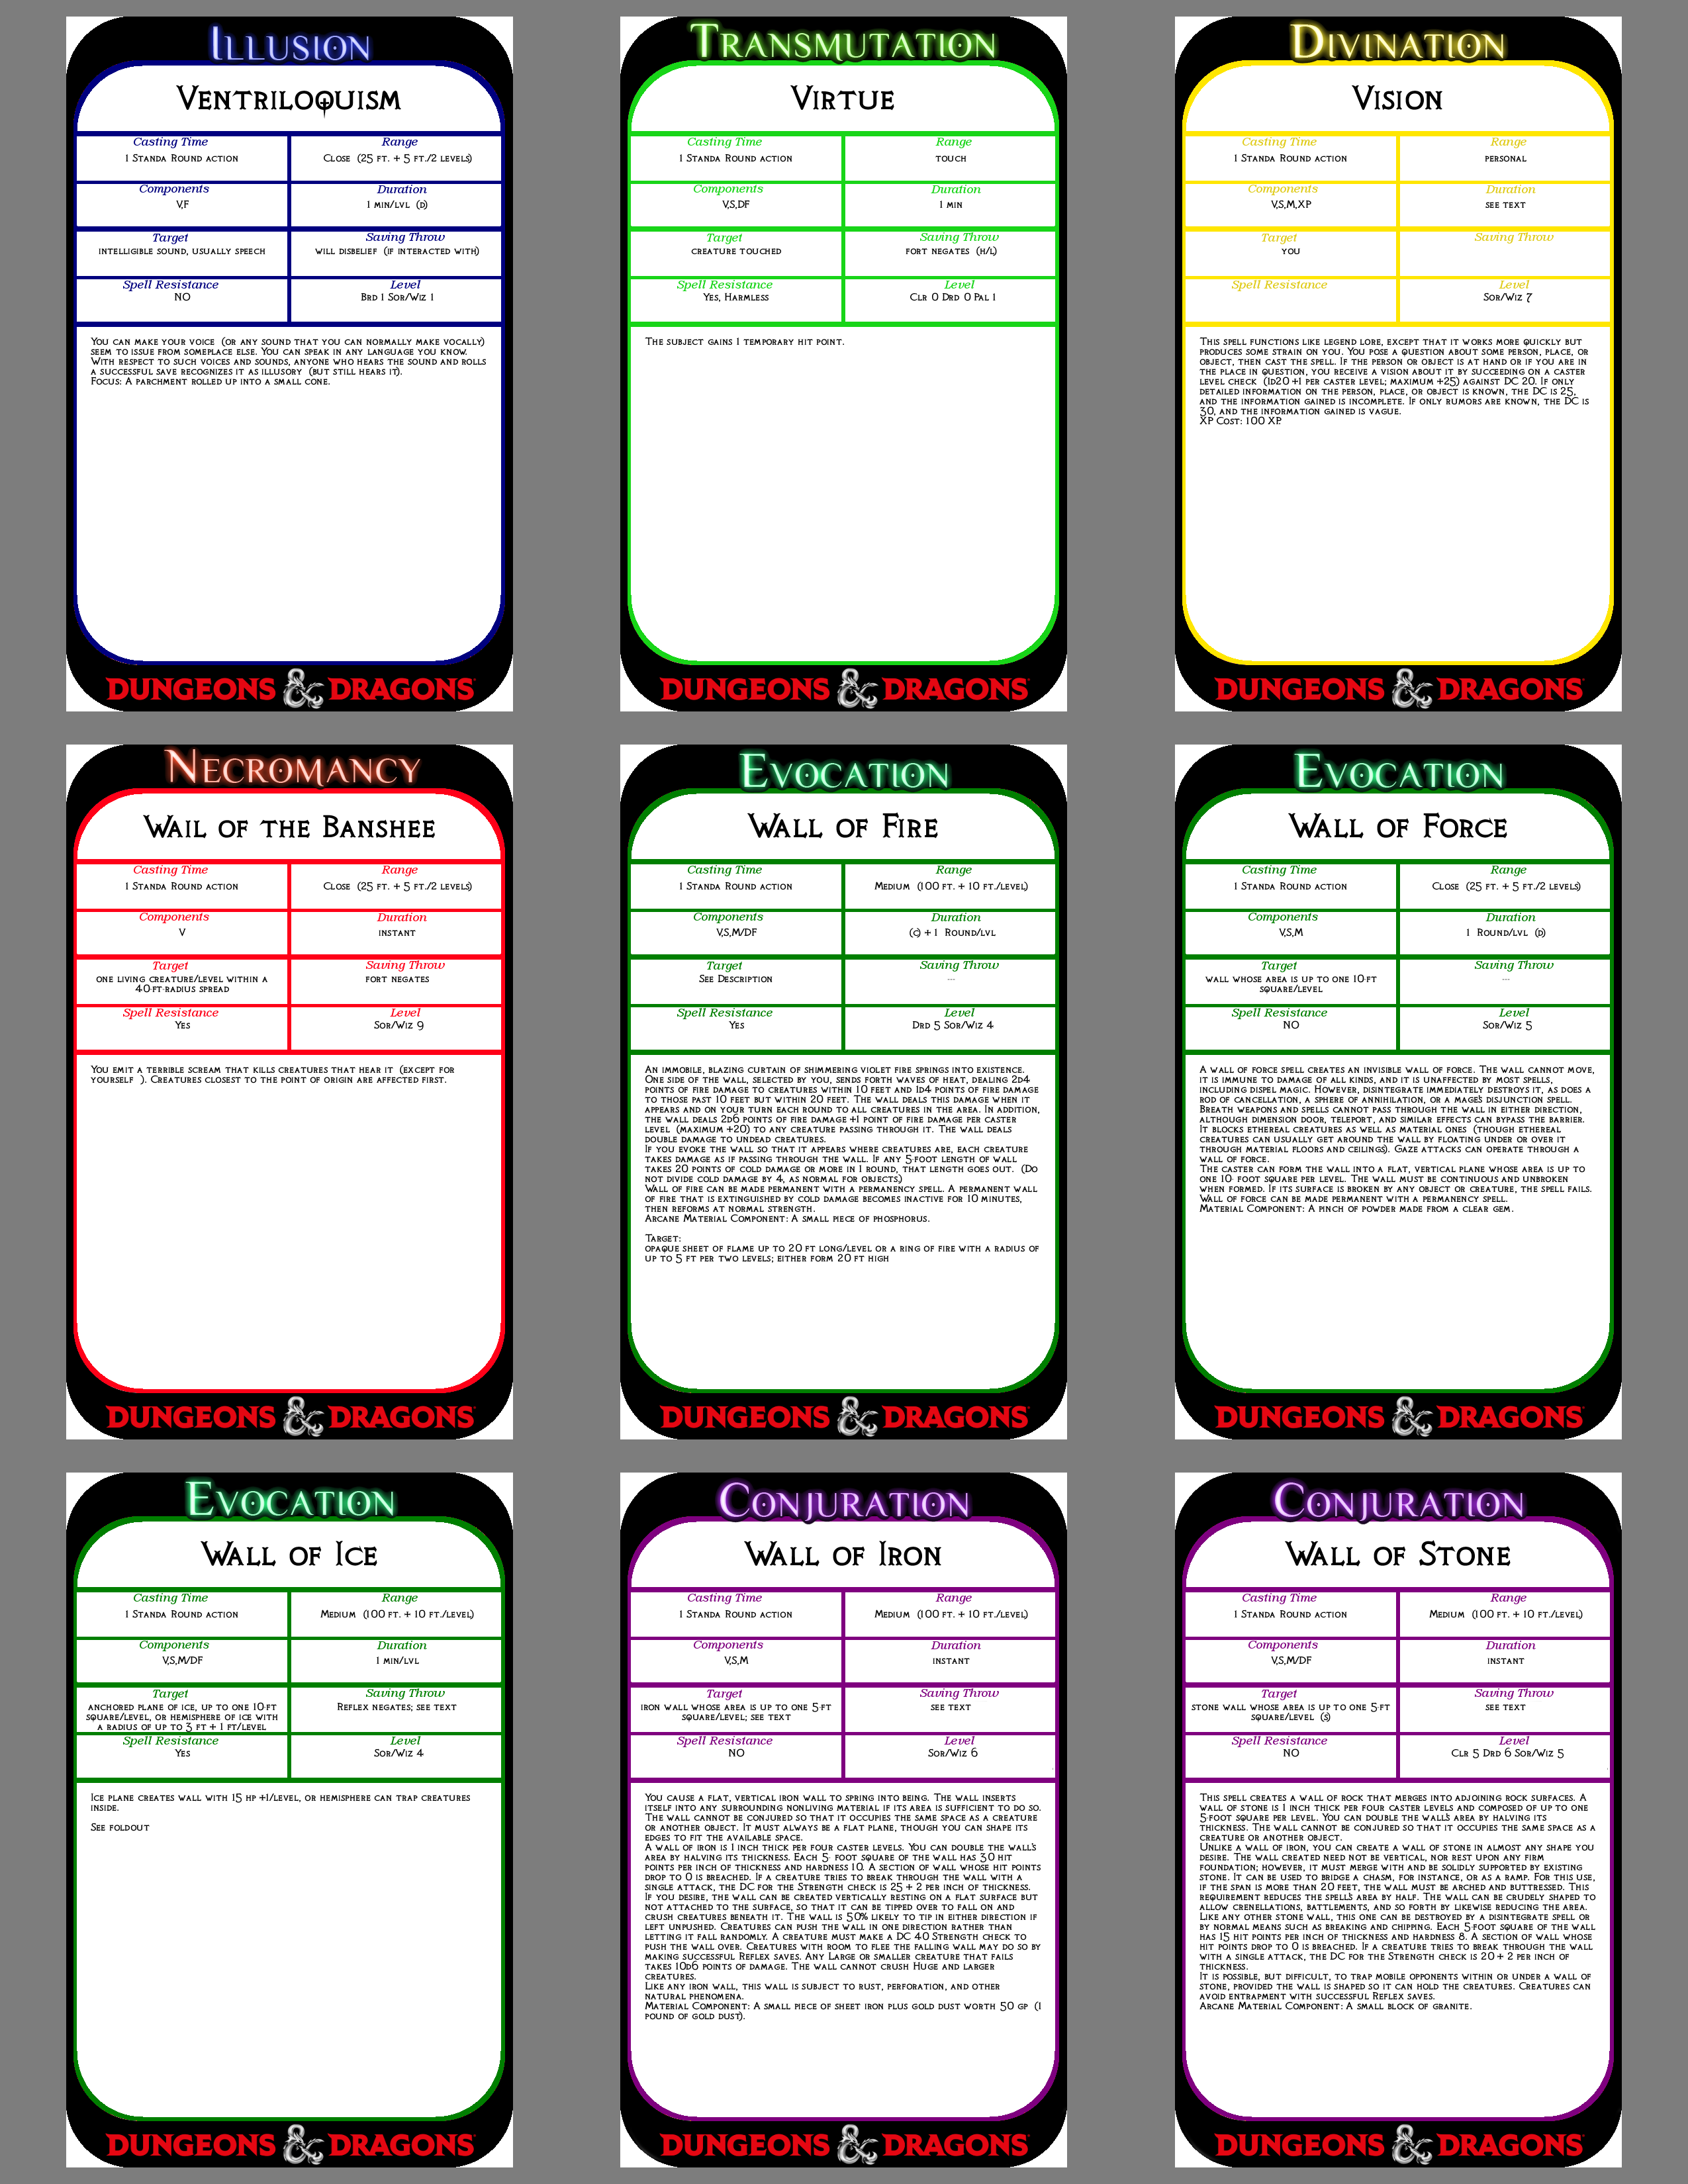 Illusion
Ventriloquism
Casting Time
Range
1 Standa Round action
Close (25 ft. + 5 ft./2 levels)
Components
Duration
V,F
1 min/lvl (D)
Target
Saving Throw
intelligible sound, usually speech
will disbelief (if interacted with)
Spell Resistance
Level
NO
Brd 1 Sor/Wiz 1
You can make your voice (or any sound that you can normally make vocally)
seem to issue from someplace else. You can speak in any language you know.
With respect to such voices and sounds, anyone who hears the sound and rolls
a successful save recognizes it as illusory (but still hears it).
Focus: A parchment rolled up into a small cone.
DUNGEONS & DRAGONS
Transmutation
Virtue
Casting Time
Range
1 Standa Round action
touch
Components
Duration
V,S,DF
1 min
Target
Saving Throw
creature touched
fort negates (H/L)
Spell Resistance
Level
Yes, Harmless
Clr 0 Drd 0 Pal 1
The subject gains 1 temporary hit point.
DUNGEONS & DRAGONS
Divination
Vision
Casting Time
Range
1 Standa Round action
personal
Components
Duration
V,S,M,XP
see text
Target
Saving Throw
you
Spell Resistance
Level
Sor/Wiz 7
This spell functions like legend lore, except that it works more quickly but
produces some strain on you. You pose a question about some person, place, or
object, then cast the spell. If the person or object is at hand or if you are in
the place in question, you receive a vision about it by succeeding on a caster
level check (1d20 +1 per caster level; maximum +25) against DC 20. If only
detailed information on the person, place, or object is known, the DC is 25,
and the information gained is incomplete. If only rumors are known, the DC is
30, and the information gained is vague.
XP Cost: 100 XP.
DUNGEONS & DRAGONS
Necromancy
Wail of the Banshee
Casting Time
Range
1 Standa Round action
Close (25 ft. + 5 ft./2 levels)
Components
Duration
V
instant
Target
Saving Throw
one living creature/level within a
40-ft-radius spread
fort negates
Spell Resistance
Level
Yes
Sor/Wiz 9
You emit a terrible scream that kills creatures that hear it (except for
yourself ). Creatures closest to the point of origin are affected first.
DUNGEONS & DRAGONS
Evocation
Wall of Fire
Casting Time
Range
1 Standa Round action
Medium (100 ft. + 10 ft./level)
Components
Duration
V,S,M/DF
(C) + 1 Round/lvl
Target
Saving Throw
See Description
---
Spell Resistance
Level
Yes
Drd 5 Sor/Wiz 4
An immobile, blazing curtain of shimmering violet fire springs into existence.
One side of the wall, selected by you, sends forth waves of heat, dealing 2d4
points of fire damage to creatures within 10 feet and 1d4 points of fire damage
to those past 10 feet but within 20 feet. The wall deals this damage when it
appears and on your turn each round to all creatures in the area. In addition,
the wall deals 2d6 points of fire damage +1 point of fire damage per caster
level (maximum +20) to any creature passing through it. The wall deals
double damage to undead creatures.
If you evoke the wall so that it appears where creatures are, each creature
takes damage as if passing through the wall. If any 5-foot length of wall
takes 20 points of cold damage or more in 1 round, that length goes out. (Do
not divide cold damage by 4, as normal for objects.)
Wall of fire can be made permanent with a permanency spell. A permanent wall
of fire that is extinguished by cold damage becomes inactive for 10 minutes,
then reforms at normal strength.
Arcane Material Component: A small piece of phosphorus.
Target:
opaque sheet of flame up to 20 ft long/level or a ring of fire with a radius of
up to 5 ft per two levels; either form 20 ft high
DUNGEONS & DRAGONS
Evocation
Wall of Force
Casting Time
Range
1 Standa Round action
Close (25 ft. + 5 ft./2 levels)
Components
Duration
V,S,M
1 Round/lvl (D)
Target
Saving Throw
wall whose area is up to one 10-ft
square/level
---
Spell Resistance
Level
NO
Sor/Wiz 5
A wall of force spell creates an invisible wall of force. The wall cannot move,
it is immune to damage of all kinds, and it is unaffected by most spells,
including dispel magic. However, disintegrate immediately destroys it, as does a
rod of cancellation, a sphere of annihilation, or a mage's disjunction spell.
Breath weapons and spells cannot pass through the wall in either direction,
although dimension door, teleport, and similar effects can bypass the barrier.
It blocks ethereal creatures as well as material ones (though ethereal
creatures can usually get around the wall by floating under or over it
through material floors and ceilings). Gaze attacks can operate through a
wall of force.
The caster can form the wall into a flat, vertical plane whose area is up to
one 10- foot square per level. The wall must be continuous and unbroken
when formed. If its surface is broken by any object or creature, the spell fails.
Wall of force can be made permanent with a permanency spell.
Material Component: A pinch of powder made from a clear gem.
DUNGEONS & DRAGONS
Evocation
Wall of Ice
Casting Time
Range
1 Standa Round action
Medium (100 ft. + 10 ft./level)
Components
Duration
V,S,M/DF
1 min/lvl
Target
Saving Throw
anchored plane of ice, up to one 10-ft
square/level, or hemisphere of ice with
a radius of up to 3 ft + 1 ft/level
Reflex negates; see text
Spell Resistance
Level
Yes
Sor/Wiz 4
Ice plane creates wall with 15 hp +1/level, or hemisphere can trap creatures
inside.
See foldout
DUNGEONS & DRAGONS
Conjuration
Wall of Iron
Casting Time
Range
1 Standa Round action
Medium (100 ft. + 10 ft./level)
Components
Duration
V,S,M
instant
Target
Saving Throw
iron wall whose area is up to one 5-ft
square/level; see text
see text
Spell Resistance
Level
NO
Sor/Wiz 6
You cause a flat, vertical iron wall to spring into being. The wall inserts
itself into any surrounding nonliving material if its area is sufficient to do so.
The wall cannot be conjured so that it occupies the same space as a creature
or another object. It must always be a flat plane, though you can shape its
edges to fit the available space.
A wall of iron is 1 inch thick per four caster levels. You can double the wall's
area by halving its thickness. Each 5- foot square of the wall has 30 hit
points per inch of thickness and hardness 10. A section of wall whose hit points
drop to 0 is breached. If a creature tries to break through the wall with a
single attack, the DC for the Strength check is 25 + 2 per inch of thickness.
If you desire, the wall can be created vertically resting on a flat surface but
not attached to the surface, so that it can be tipped over to fall on and
crush creatures beneath it. The wall is 50% likely to tip in either direction if
left unpushed. Creatures can push the wall in one direction rather than
letting it fall randomly. A creature must make a DC 40 Strength check to
push the wall over. Creatures with room to flee the falling wall may do so by
making successful Reflex saves. Any Large or smaller creature that fails
takes 10d6 points of damage. The wall cannot crush Huge and larger
creatures.
Like any iron wall, this wall is subject to rust, perforation, and other
natural phenomena.
Material Component: A small piece of sheet iron plus gold dust worth 50 gp (1
pound of gold dust).
DUNGEONS & DRAGONS
Conjuration
Wall of Stone
Casting Time
Range
1 Standa Round action
Medium (100 ft. + 10 ft./level)
Components
Duration
V,S,M/DF
instant
Target
Saving Throw
stone wall whose area is up to one 5-ft
square/level (S)
see text
Spell Resistance
Level
NO
Clr 5 Drd 6 Sor/Wiz 5
This spell creates a wall of rock that merges into adjoining rock surfaces. A
wall of stone is 1 inch thick per four caster levels and composed of up to one
5-foot square per level. You can double the wall's area by halving its
thickness. The wall cannot be conjured so that it occupies the same space as a
creature or another object.
Unlike a wall of iron, you can create a wall of stone in almost any shape you
desire. The wall created need not be vertical, nor rest upon any firm
foundation; however, it must merge with and be solidly supported by existing
stone. It can be used to bridge a chasm, for instance, or as a ramp. For this use,
if the span is more than 20 feet, the wall must be arched and buttressed. This
requirement reduces the spell's area by half. The wall can be crudely shaped to
allow crenellations, battlements, and so forth by likewise reducing the area.
Like any other stone wall, this one can be destroyed by a disintegrate spell or
by normal means such as breaking and chipping. Each 5-foot square of the wall
has 15 hit points per inch of thickness and hardness 8. A section of wall whose
hit points drop to 0 is breached. If a creature tries to break through the wall
with a single attack, the DC for the Strength check is 20 + 2 per inch of
thickness.
It is possible, but difficult, to trap mobile opponents within or under a wall of
stone, provided the wall is shaped so it can hold the creatures. Creatures can
avoid entrapment with successful Reflex saves.
Arcane Material Component: A small block of granite.
DUNGEONS & DRAGONS